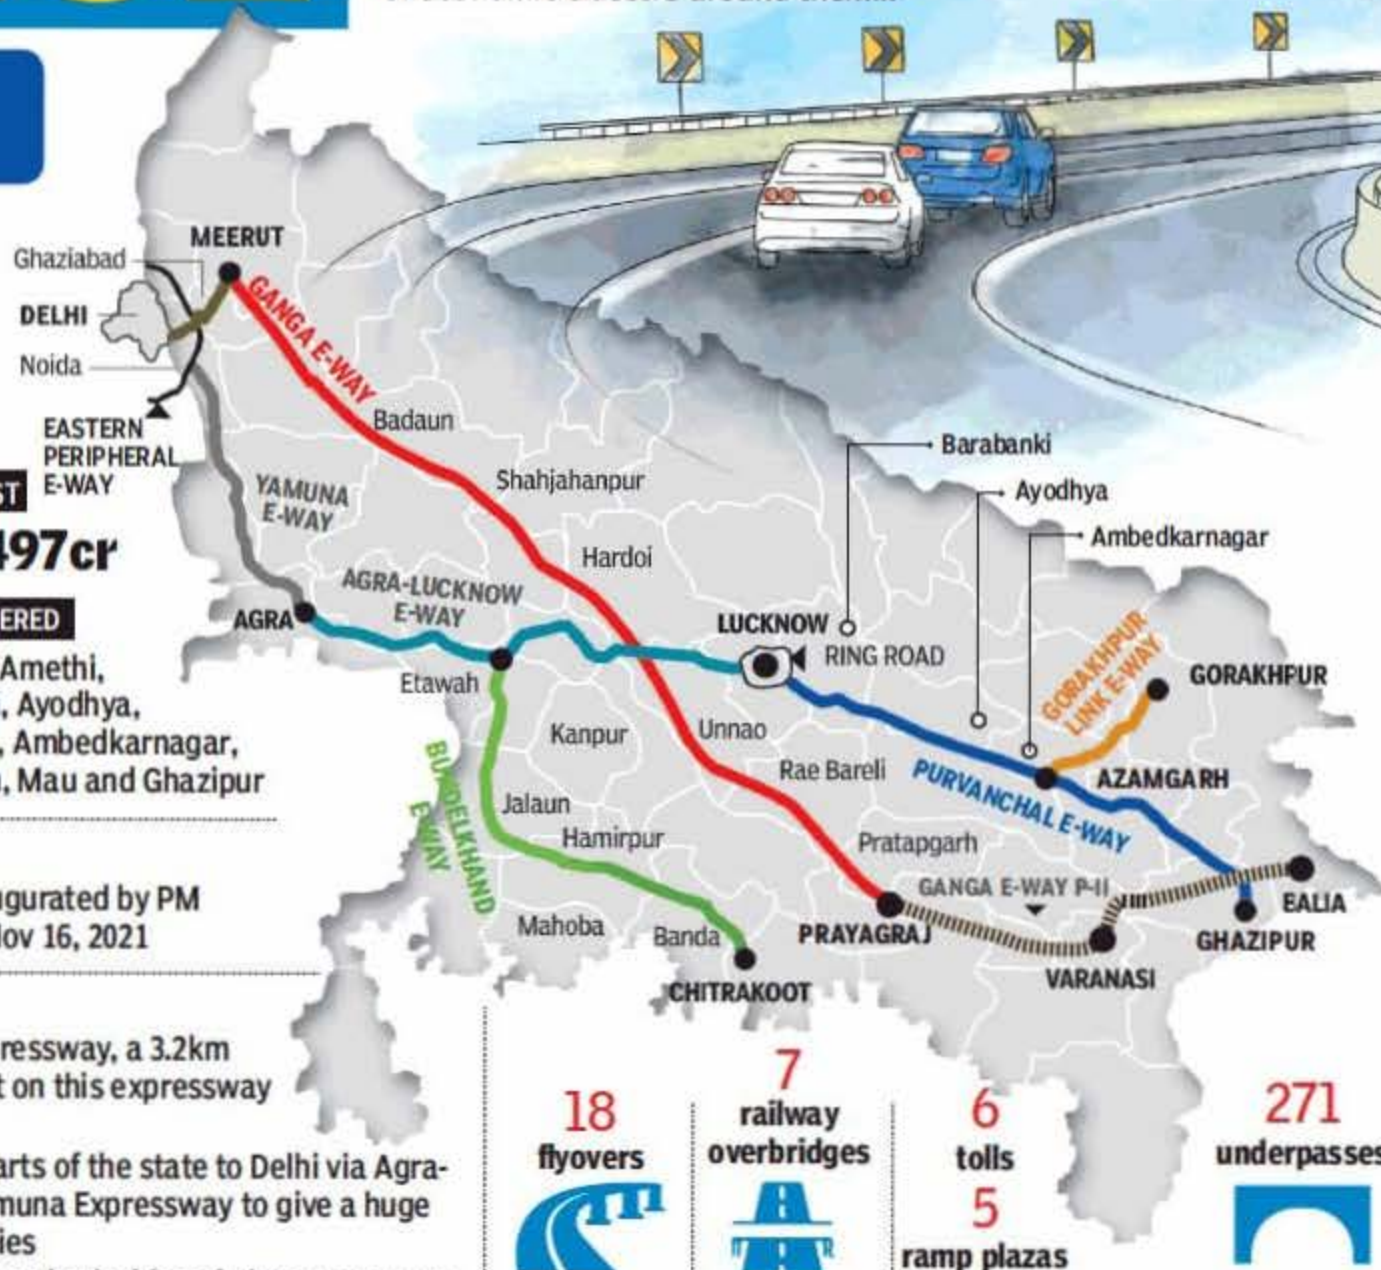 MEERUT
Ghaziabad
DELHI
Noida
EASTERN
PERIPHERAL
E-WAY
GANGA E-WAY
Badaun
Shahjahanpur
Hardoi
YAMUNA
E-WAY
AGRA-LUCKNOW
E-WAY
AGRA
Etawah
LUCKNOW
RING ROAD
Barabanki
Ayodhya
Ambedkarnagar
GORAKHPUR
LINK E-WAY
GORAKHPUR
AZAMGARH
PURVANCHAL E-WAY
Kanpur
Unnao
Rae Bareli
BUNDELKHAND
E-WAY
Jalaun
Hamirpur
Mahoba
Banda
CHITRAKOOT
Pratapgarh
GANGA E-WAY P-II
PRAYAGRAJ
VARANASI
BALIA
GHAZIPUR
ST
497cr
ERED
Amethi,
, Ayodhya,
, Ambedkarnagar,
, Mau and Ghazipur
ugurated by PM
Nov 16, 2021
ressway, a 3.2km
t on this expressway
arts of the state to Delhi via Agra-
muna Expressway to give a huge
ies
18
flyovers
7
railway
overbridges
6
tolls
5
ramp plazas
271
underpasses